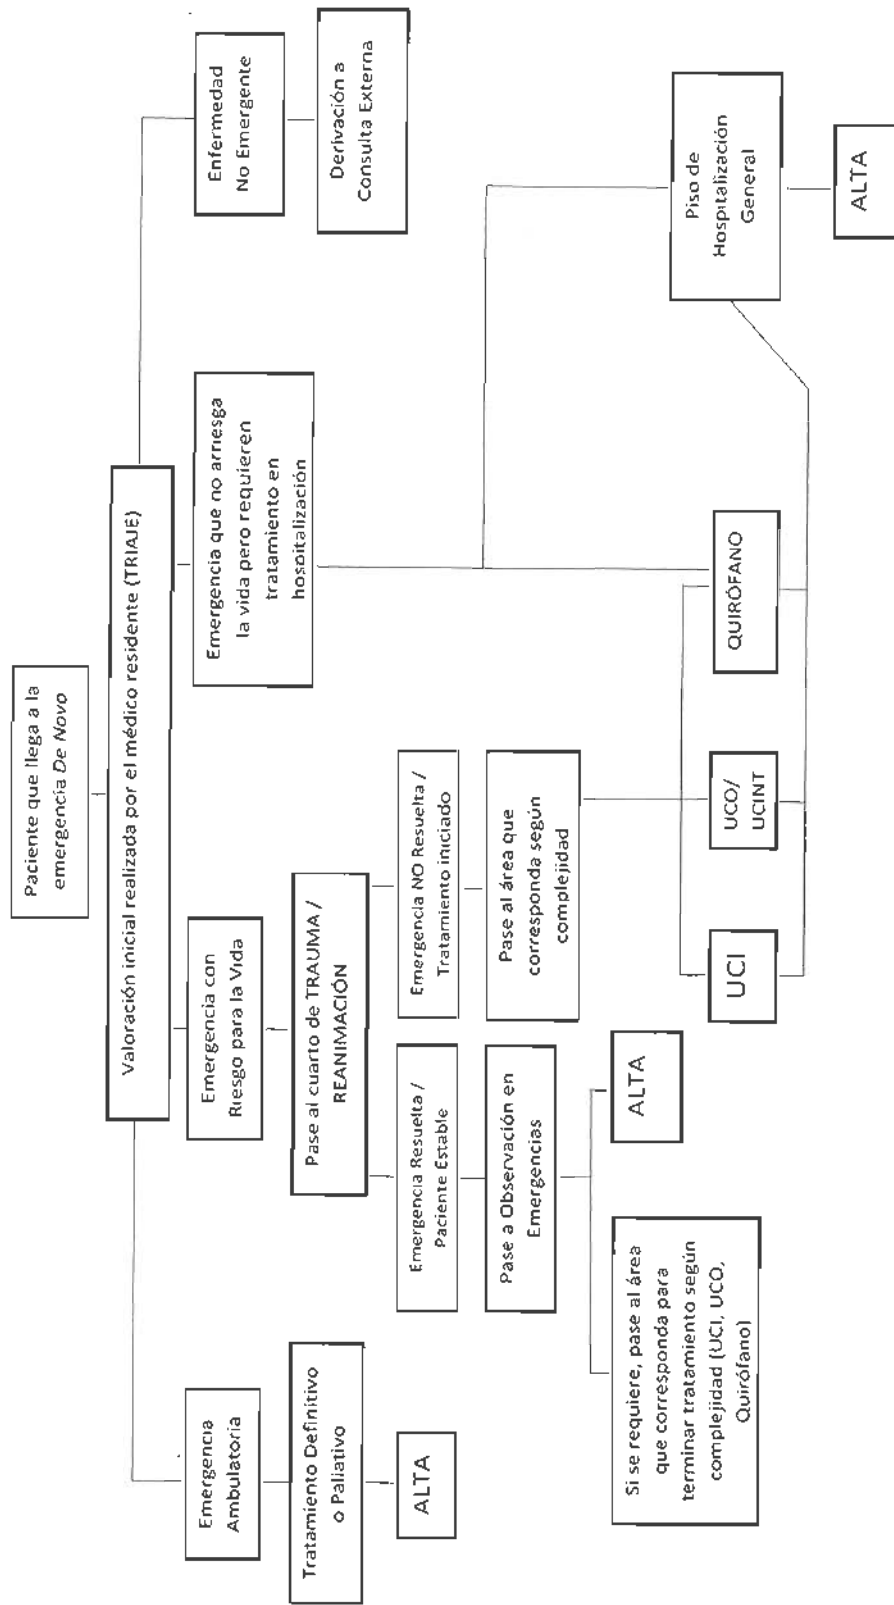 Paciente que llega a la
emergencia De Novo
Valoración inicial realizada por el médico residente (TRIAJE)
Emergencia
Ambulatoria
Tratamiento Definitivo
o Paliativo
ALTA
Emergencia con
Riesgo para la Vida
Pase al cuarto de TRAUMA /
REANIMACIÓN
Emergencia Resuelta /
Paciente Estable
Pase a Observación en
Emergencias
Si se requiere, pase al área
que corresponda para
terminar tratamiento según
complejidad (UCI, UCO,
Quirófano)
ALTA
Emergencia NO Resuelta /
Tratamiento iniciado
Pase al área que
corresponda según
complejidad
UCI
UCO/
UCINT
QUIRÓFANO
Emergencia que no arriesga
la vida pero requieren
tratamiento en
hospitalización
Piso de
Hospitalización
General
ALTA
Enfermedad
No Emergente
Derivación a
Consulta Externa